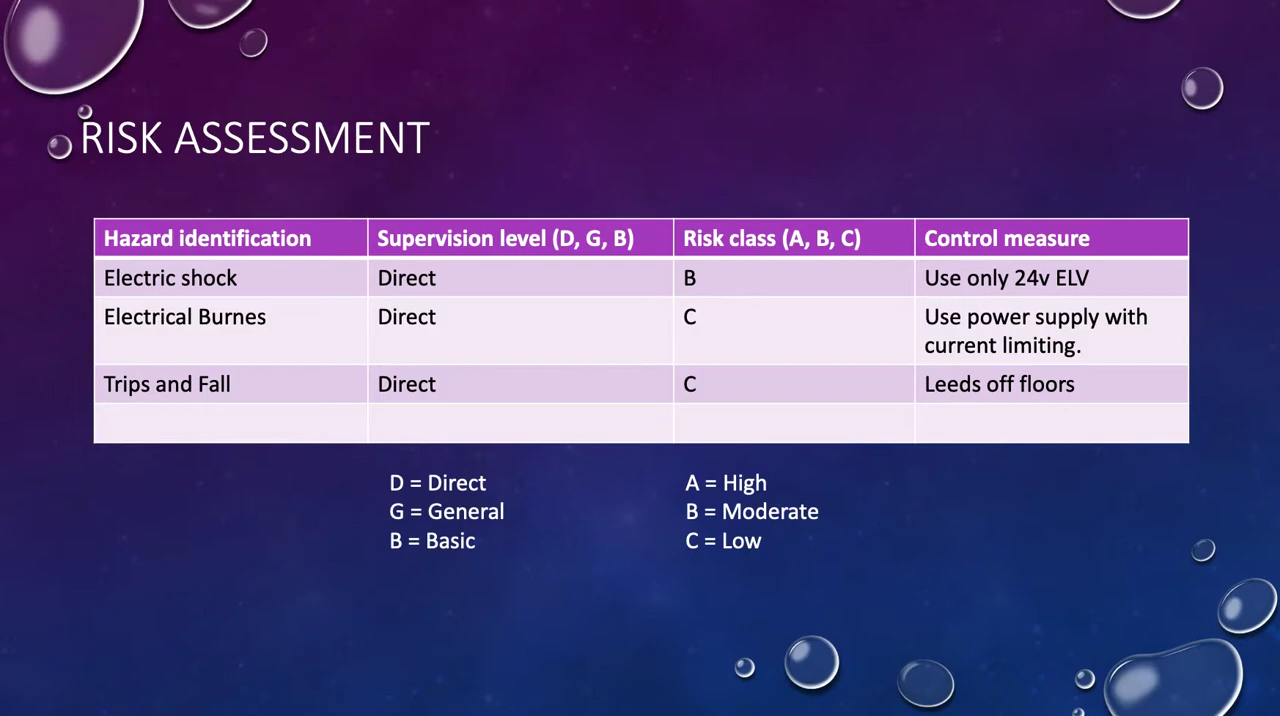 RISK ASSESSMENT
Hazard identification Supervision level (D, G, B) Risk class (A, B, C) Control measure
Electric shock Direct B Use only 24v ELV
Electrical Burnes Direct C Use power supply with
current limiting.
Trips and Fall Direct C Leeds off floors
D = Direct A = High
G = General B = Moderate
B = Basic C = Low